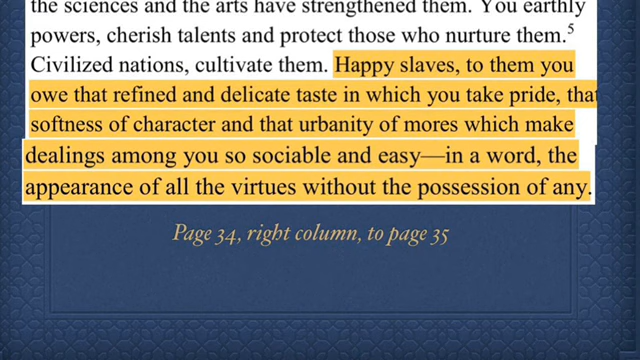 the sciences and the arts have strengthened them. You earthly
powers, cherish talents and protect those who nurture them.5
Civilized nations, cultivate them. Happy slaves, to them you
owe that refined and delicate taste in which you take pride, that
softness of character and that urbanity of mores which make
dealings among you so sociable and easy—in a word, the
appearance of all the virtues without the possession of any.
Page 34, right column, to page 35